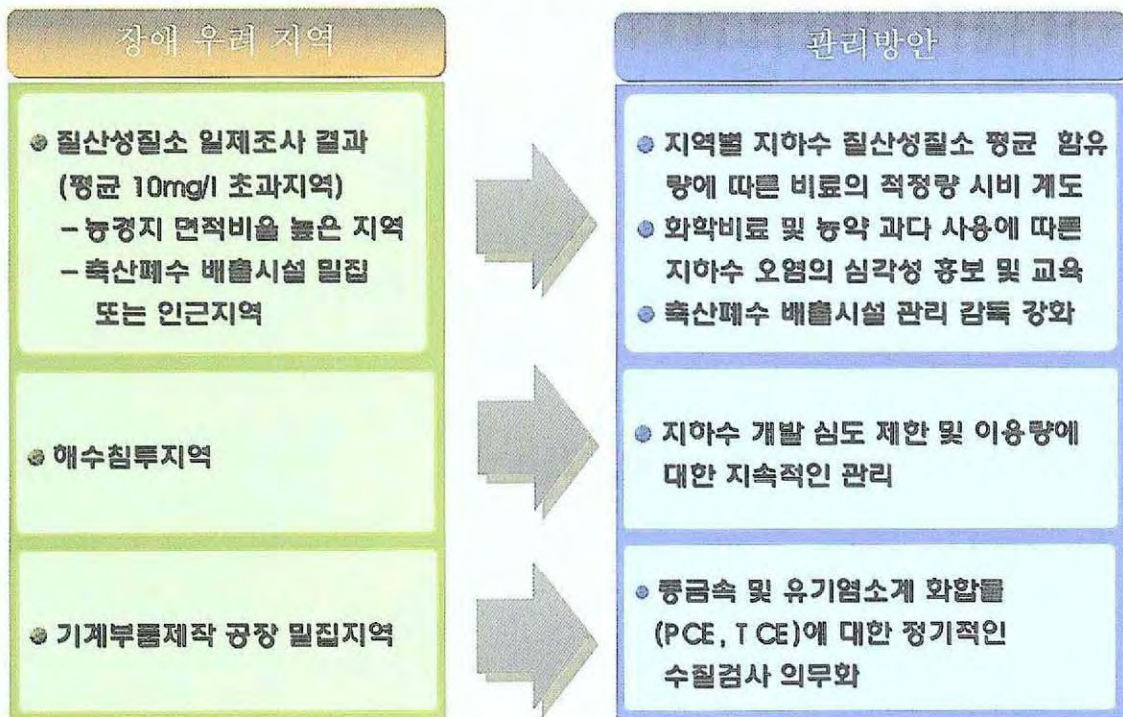 장애 우려 지역
관리방안
질산성질소 일제조사 결과
(평균 10mg/l 초과지역)
– 농경지 면적비율 높은 지역
– 축산폐수 배출시설 밀집
또는 인근지역
지역별 지하수 질산성질소 평균 함유
량에 따른 비료의 적정량 시비 계도
화학비료 및 농약 과다 사용에 따른
지하수 오염의 심각성 홍보 및 교육
축산폐수 배출시설 관리 감독 강화
해수침투지역
지하수 개발 심도 제한 및 이용량에
대한 지속적인 관리
기계부품제작 공장 밀집지역
중금속 및 유기염소계 화합물
(PCE, TCE)에 대한 정기적인
수질검사 의무화